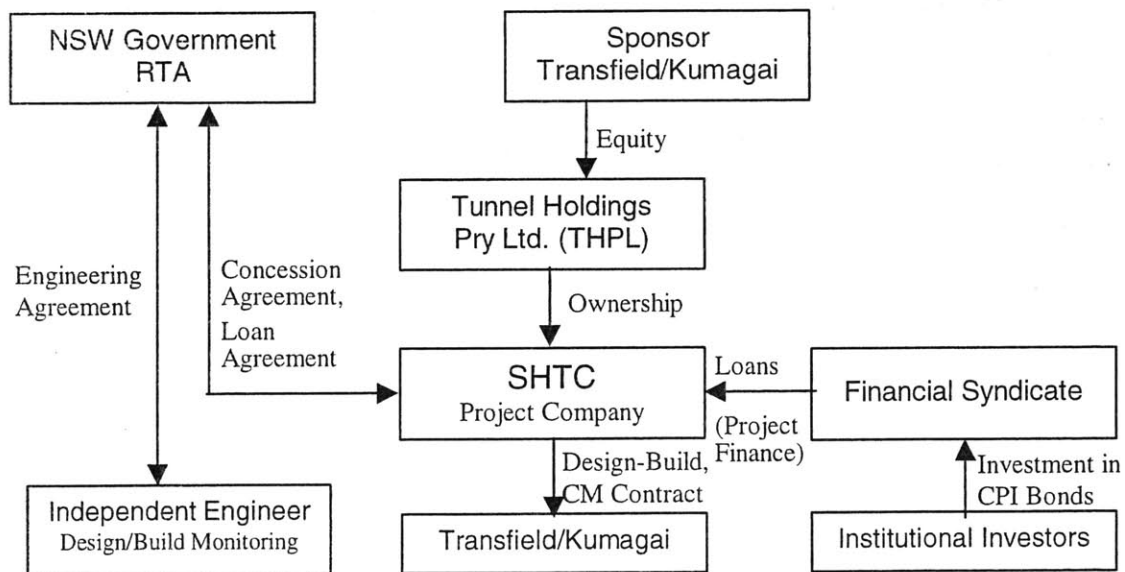 NSW Government
RTA
Sponsor
Transfield/Kumagai
Equity
Tunnel Holdings
Pry Ltd. (THPL)
Engineering
Agreement
Concession
Agreement,
Loan
Agreement
Ownership
SHTC
Project Company
Loans
(Project
Finance)
Financial Syndicate
Design-Build,
CM Contract
Investment in
CPI Bonds
Independent Engineer
Design/Build Monitoring
Transfield/Kumagai
Institutional Investors